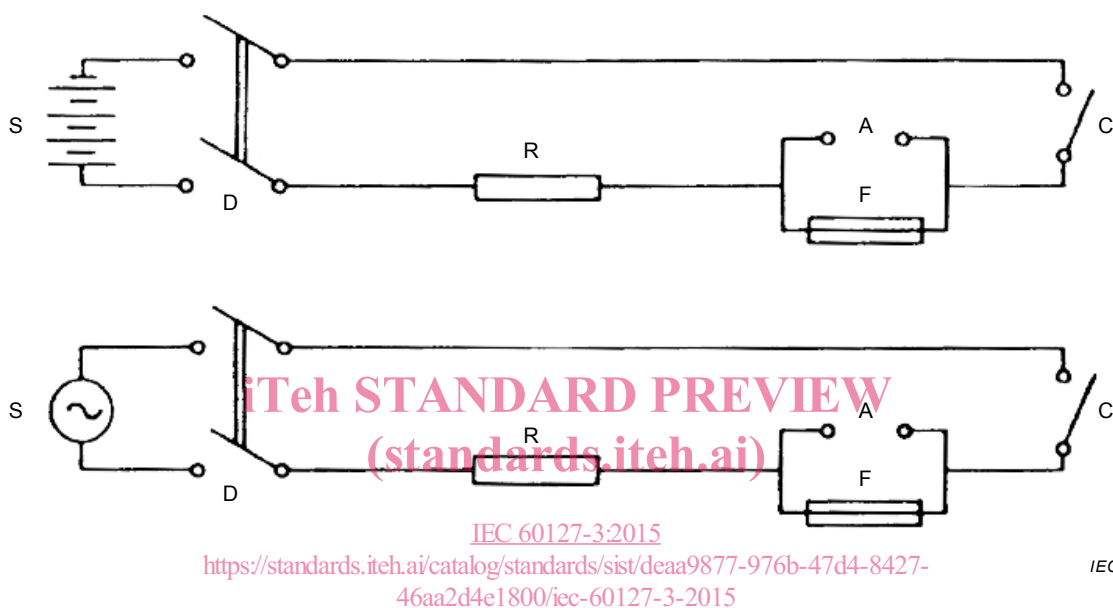 S
D
R
A
F
C
S
D
R
A
F
C
iTeh STANDARD PREVIEW
(standards.iteh.ai)
IEC 60127-3:2015
https://standards.iteh.ai/catalog/standards/sist/deaa9877-976b-47d4-8427-
46aa2d4e1800/iec-60127-3-2015
IEC